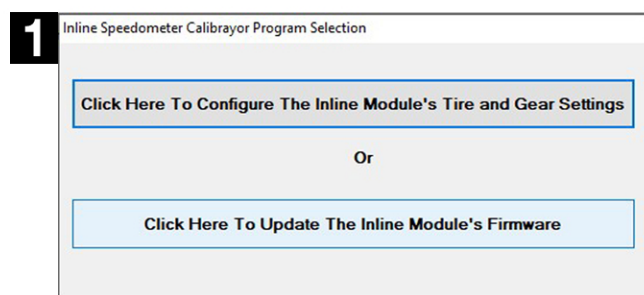 1
Inline Speedometer Calibrayor Program Selection
Click Here To Configure The Inline Module's Tire and Gear Settings
Or
Click Here To Update The Inline Module's Firmware